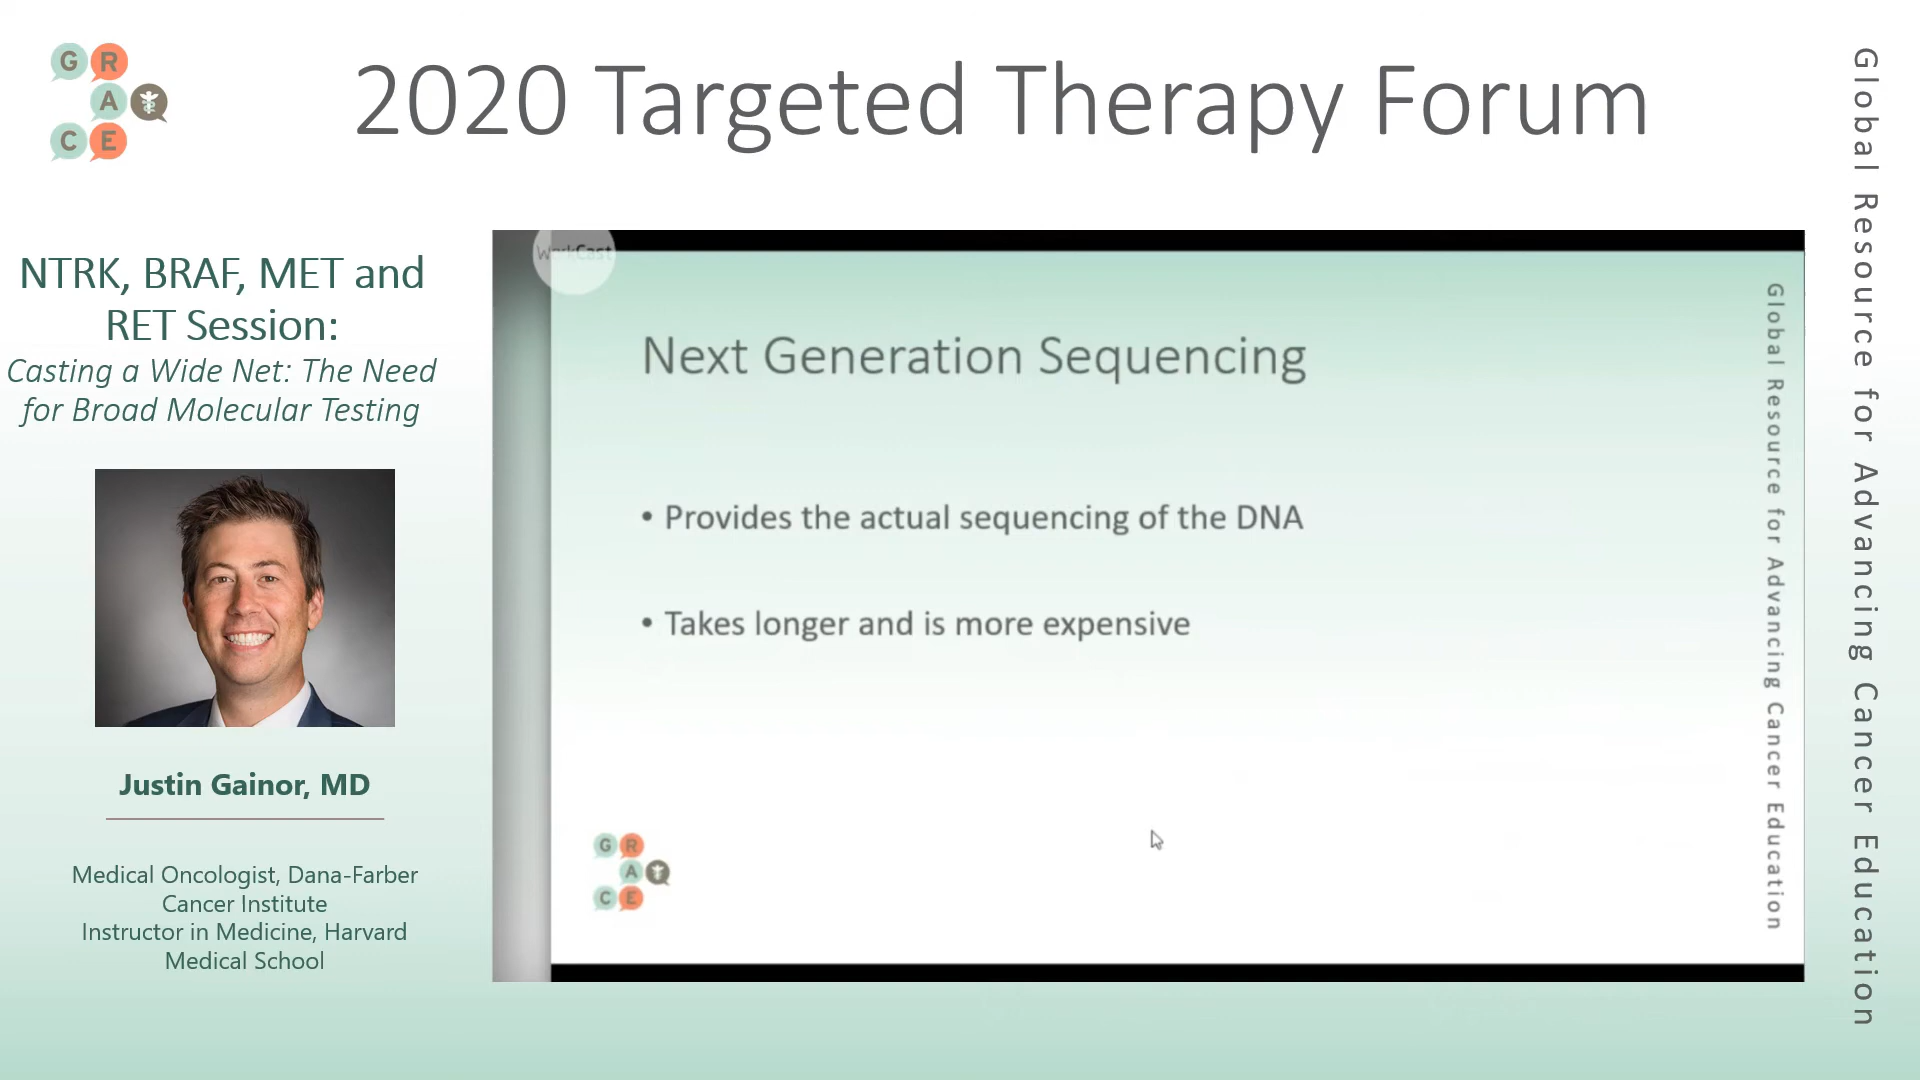 G R
A
C E
2020 Targeted Therapy Forum
Global Resource for Advancing Cancer Education
NTRK, BRAF, MET and
RET Session:
Casting a Wide Net: The Need
for Broad Molecular Testing
Justin Gainor, MD
Medical Oncologist, Dana-Farber
Cancer Institute
Instructor in Medicine, Harvard
Medical School
WorkCast
Next Generation Sequencing
• Provides the actual sequencing of the DNA
• Takes longer and is more expensive
G R
A
C E
Global Resource for Advancing Cancer Education